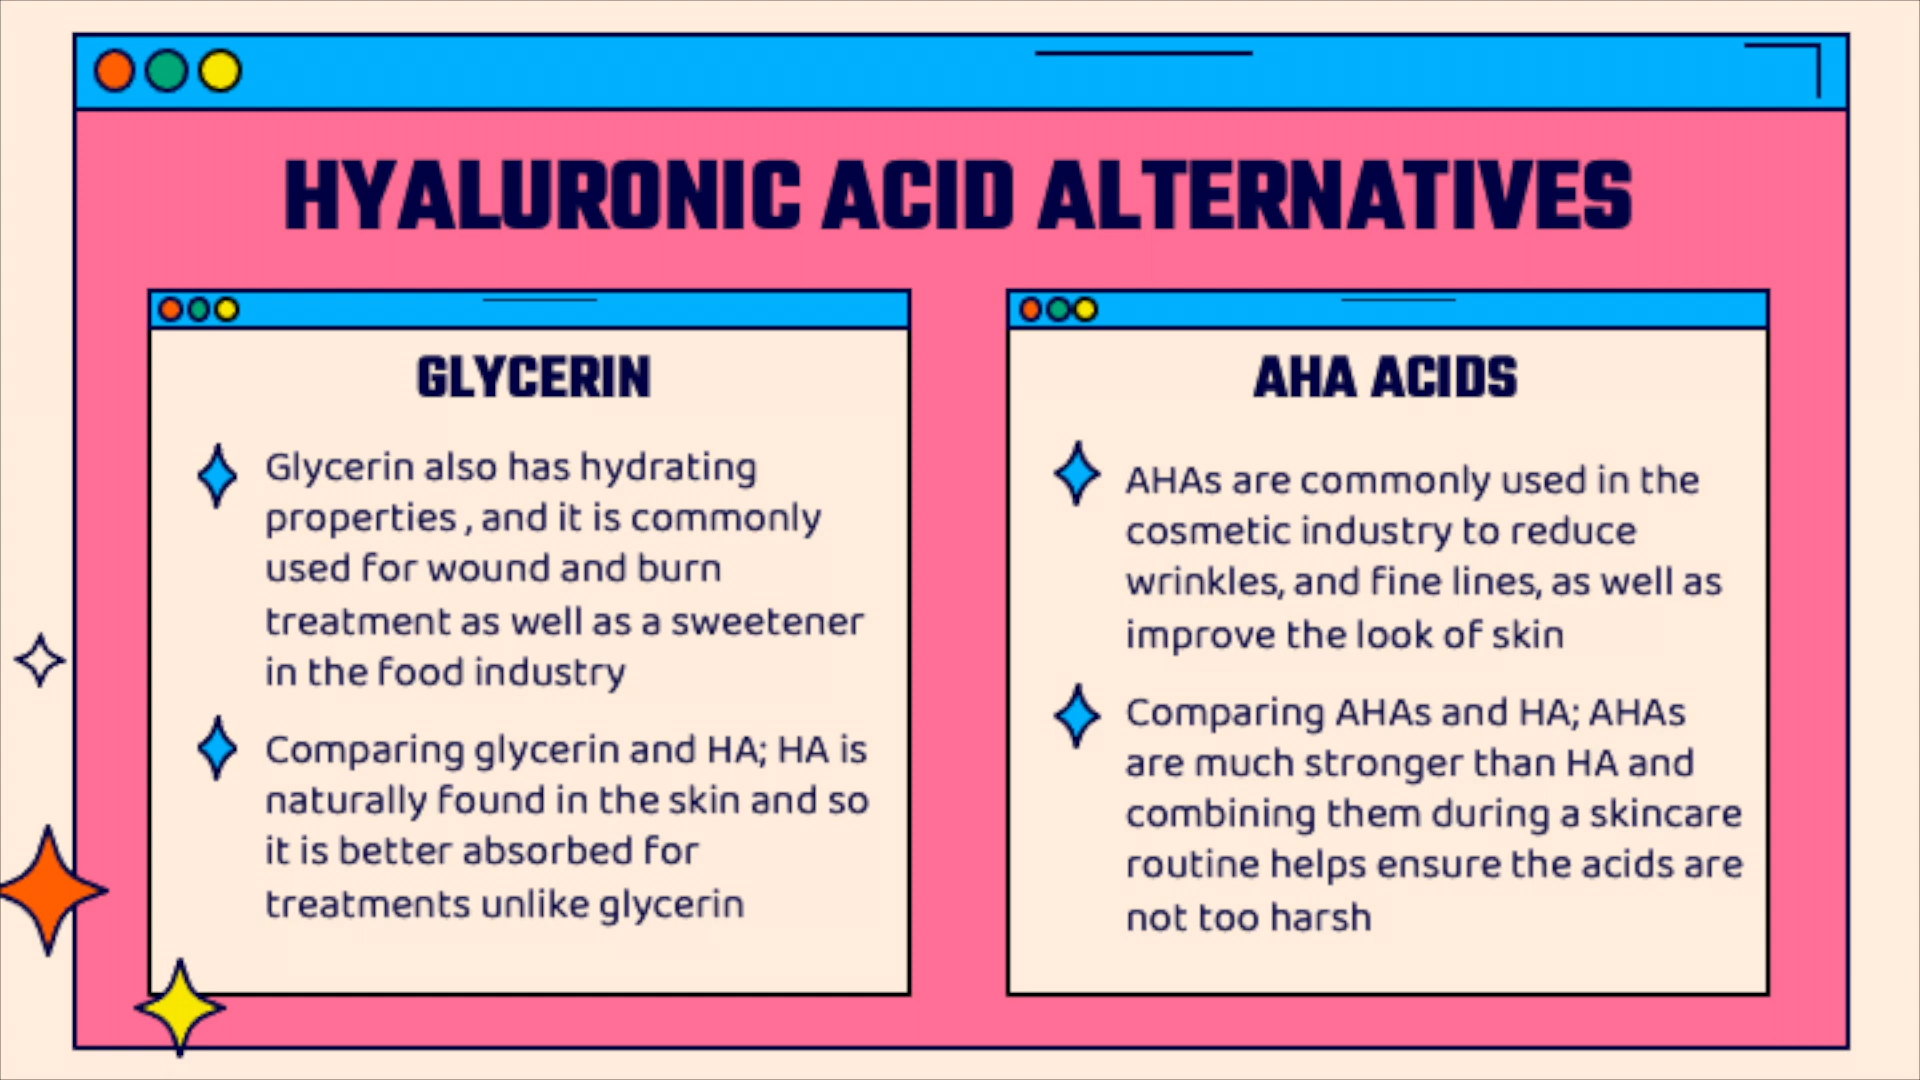 HYALURONIC ACID ALTERNATIVES
GLYCERIN
Glycerin also has hydrating
properties , and it is commonly
used for wound and burn
treatment as well as a sweetener
in the food industry
Comparing glycerin and HA; HA is
naturally found in the skin and so
it is better absorbed for
treatments unlike glycerin
AHA ACIDS
AHAs are commonly used in the
cosmetic industry to reduce
wrinkles, and fine lines, as well as
improve the look of skin
Comparing AHAs and HA; AHAs
are much stronger than HA and
combining them during a skincare
routine helps ensure the acids are
not too harsh